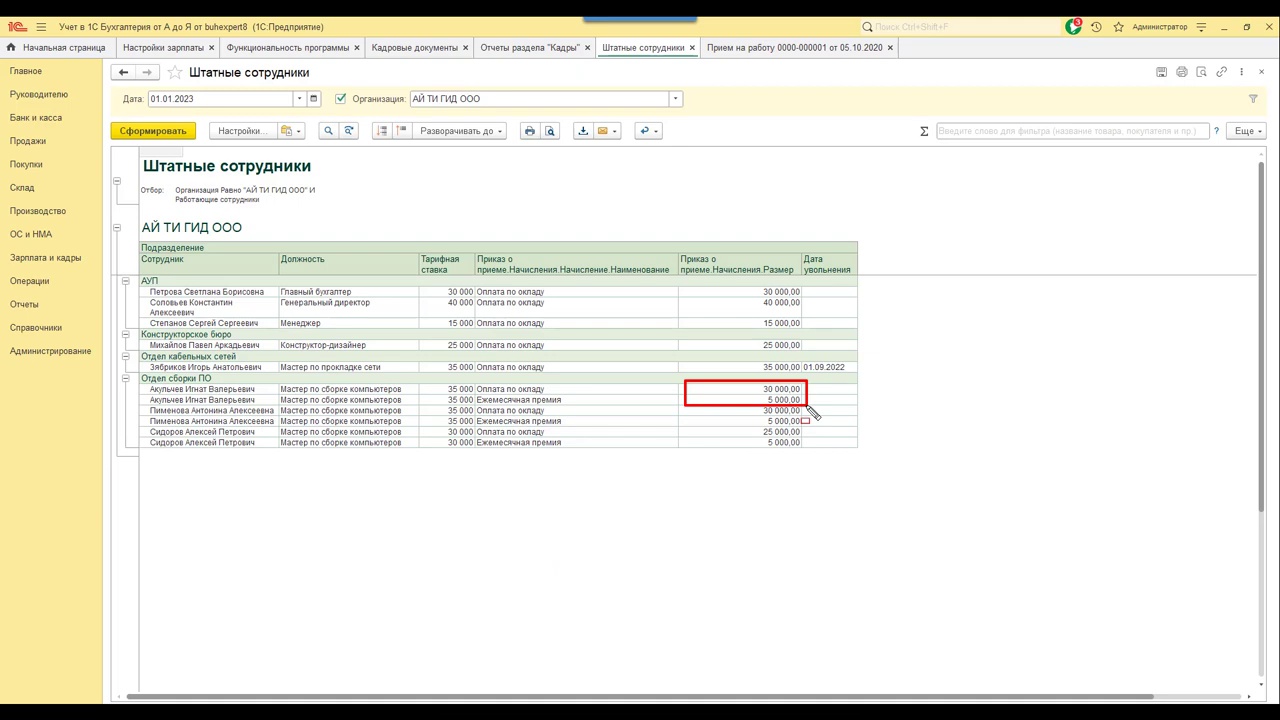 1С Учет в 1С Бухгалтерия от А до Я от buhexpert8 (1С:Предприятие) Поиск Ctrl+Shift+F 3 Администратор
Начальная страница Настройки зарплаты × Функциональность программы × Кадровые документы × Отчеты раздела "Кадры" × Штатные сотрудники × Прием на работу 0000-000001 от 05.10.2020 ×
Главное
Руководителю
Банк и касса
Продажи
Покупки
Склад
Производство
ОС и НМА
Зарплата и кадры
Операции
Отчеты
Справочники
Администрирование
Штатные сотрудники
Дата: 01.01.2023 Организация: АЙ ТИ ГИД ООО
Сформировать Настройки... Разворачивать до Σ Введите слово для фильтра (название товара, покупателя и пр.) ? Еще
Штатные сотрудники
Отбор: Организация Равно "АЙ ТИ ГИД ООО" И
Работающие сотрудники
АЙ ТИ ГИД ООО
Подразделение
Сотрудник Должность Тарифная ставка Приказ о приеме.Начисления.Начисление.Наименование Приказ о приеме.Начисления.Размер Дата увольнения
АУП
Петрова Светлана Борисовна Главный бухгалтер 30 000 Оплата по окладу 30 000,00
Соловьев Константин Алексеевич Генеральный директор 40 000 Оплата по окладу 40 000,00
Степанов Сергей Сергеевич Менеджер 15 000 Оплата по окладу 15 000,00
Конструкторское бюро
Михайлов Павел Аркадьевич Конструктор-дизайнер 25 000 Оплата по окладу 25 000,00
Отдел кабельных сетей
Зябриков Игорь Анатольевич Мастер по прокладке сети 35 000 Оплата по окладу 35 000,00 01.09.2022
Отдел сборки ПО
Акульчев Игнат Валерьевич Мастер по сборке компьютеров 35 000 Оплата по окладу 30 000,00
Акульчев Игнат Валерьевич Мастер по сборке компьютеров 35 000 Ежемесячная премия 5 000,00
Пименова Антонина Алексеевна Мастер по сборке компьютеров 35 000 Оплата по окладу 30 000,00
Пименова Антонина Алексеевна Мастер по сборке компьютеров 35 000 Ежемесячная премия 5 000,00
Сидоров Алексей Петрович Мастер по сборке компьютеров 30 000 Оплата по окладу 25 000,00
Сидоров Алексей Петрович Мастер по сборке компьютеров 30 000 Ежемесячная премия 5 000,00